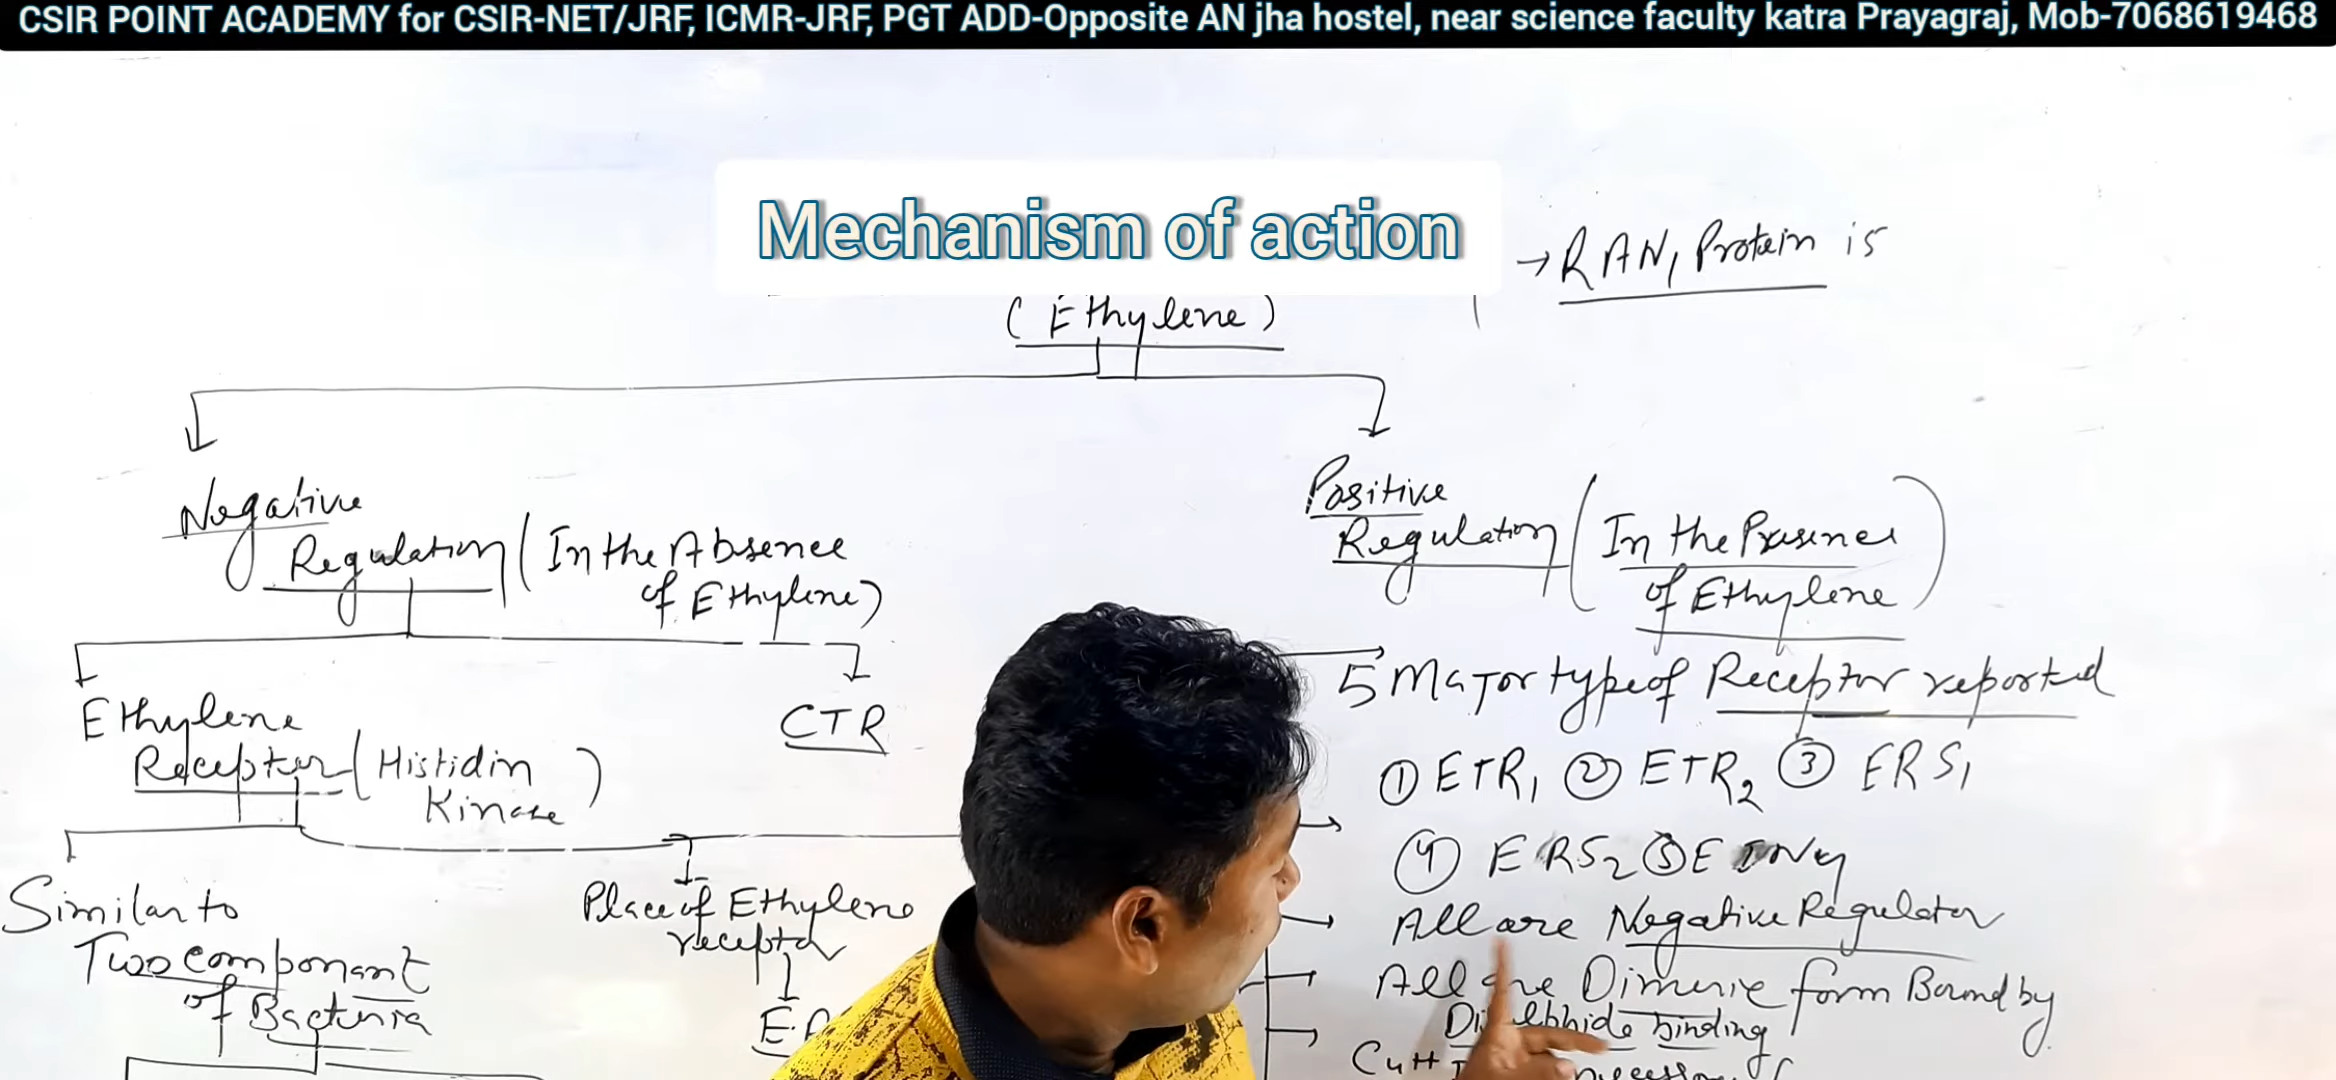 CSIR POINT ACADEMY for CSIR-NET/JRF, ICMR-JRF, PGT ADD-Opposite AN jha hostel, near science faculty katra Prayagraj, Mob-7068619468
Mechanism of action
(Ethylene)
→ RAN1 Protein is
Negative
Regulation (In the Absence
of Ethylene)
Ethylene
Receptor (Histidin
Kinase)
CTR
Similar to
Two componant
of Bacteria
Place of Ethylene
receptor
E.R
Positive
Regulation (In the Presence
of Ethylene)
5 Major type of Receptor reported
① ETR1 ② ETR2 ③ ERS1
④ ERS2 ⑤ EIN4
All are Negative Regulator
All are Dimeric form Bound by
binding